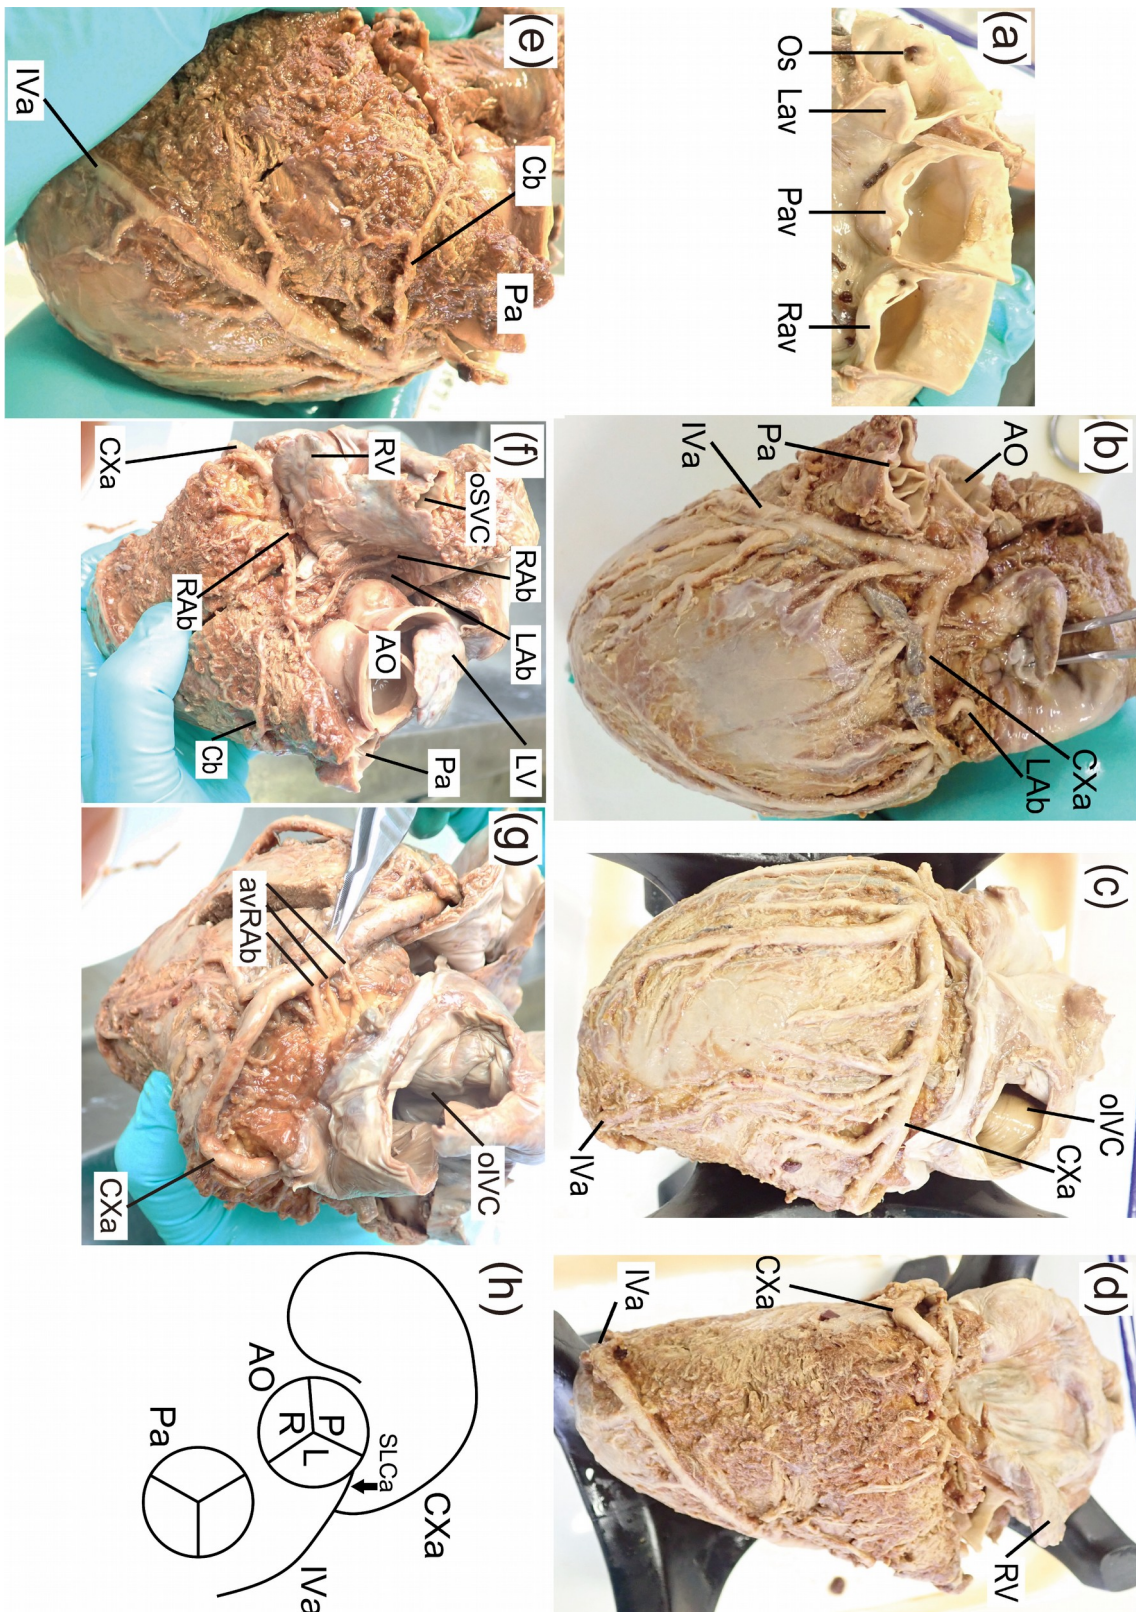 (a)
Os
Lav
Pav
Rav
(b)
AO
Pa
IVa
CXa
LAb
(c)
oIVC
CXa
IVa
(d)
CXa
IVa
RV
(e)
IVa
Cb
Pa
(f)
CXa
RV
oSVC
RAb
RAb
LAb
AO
Cb
Pa
LV
(g)
avRAb
oIVC
CXa
(h)
AO
Pa
R
P
L
SLCa
CXa
IVa